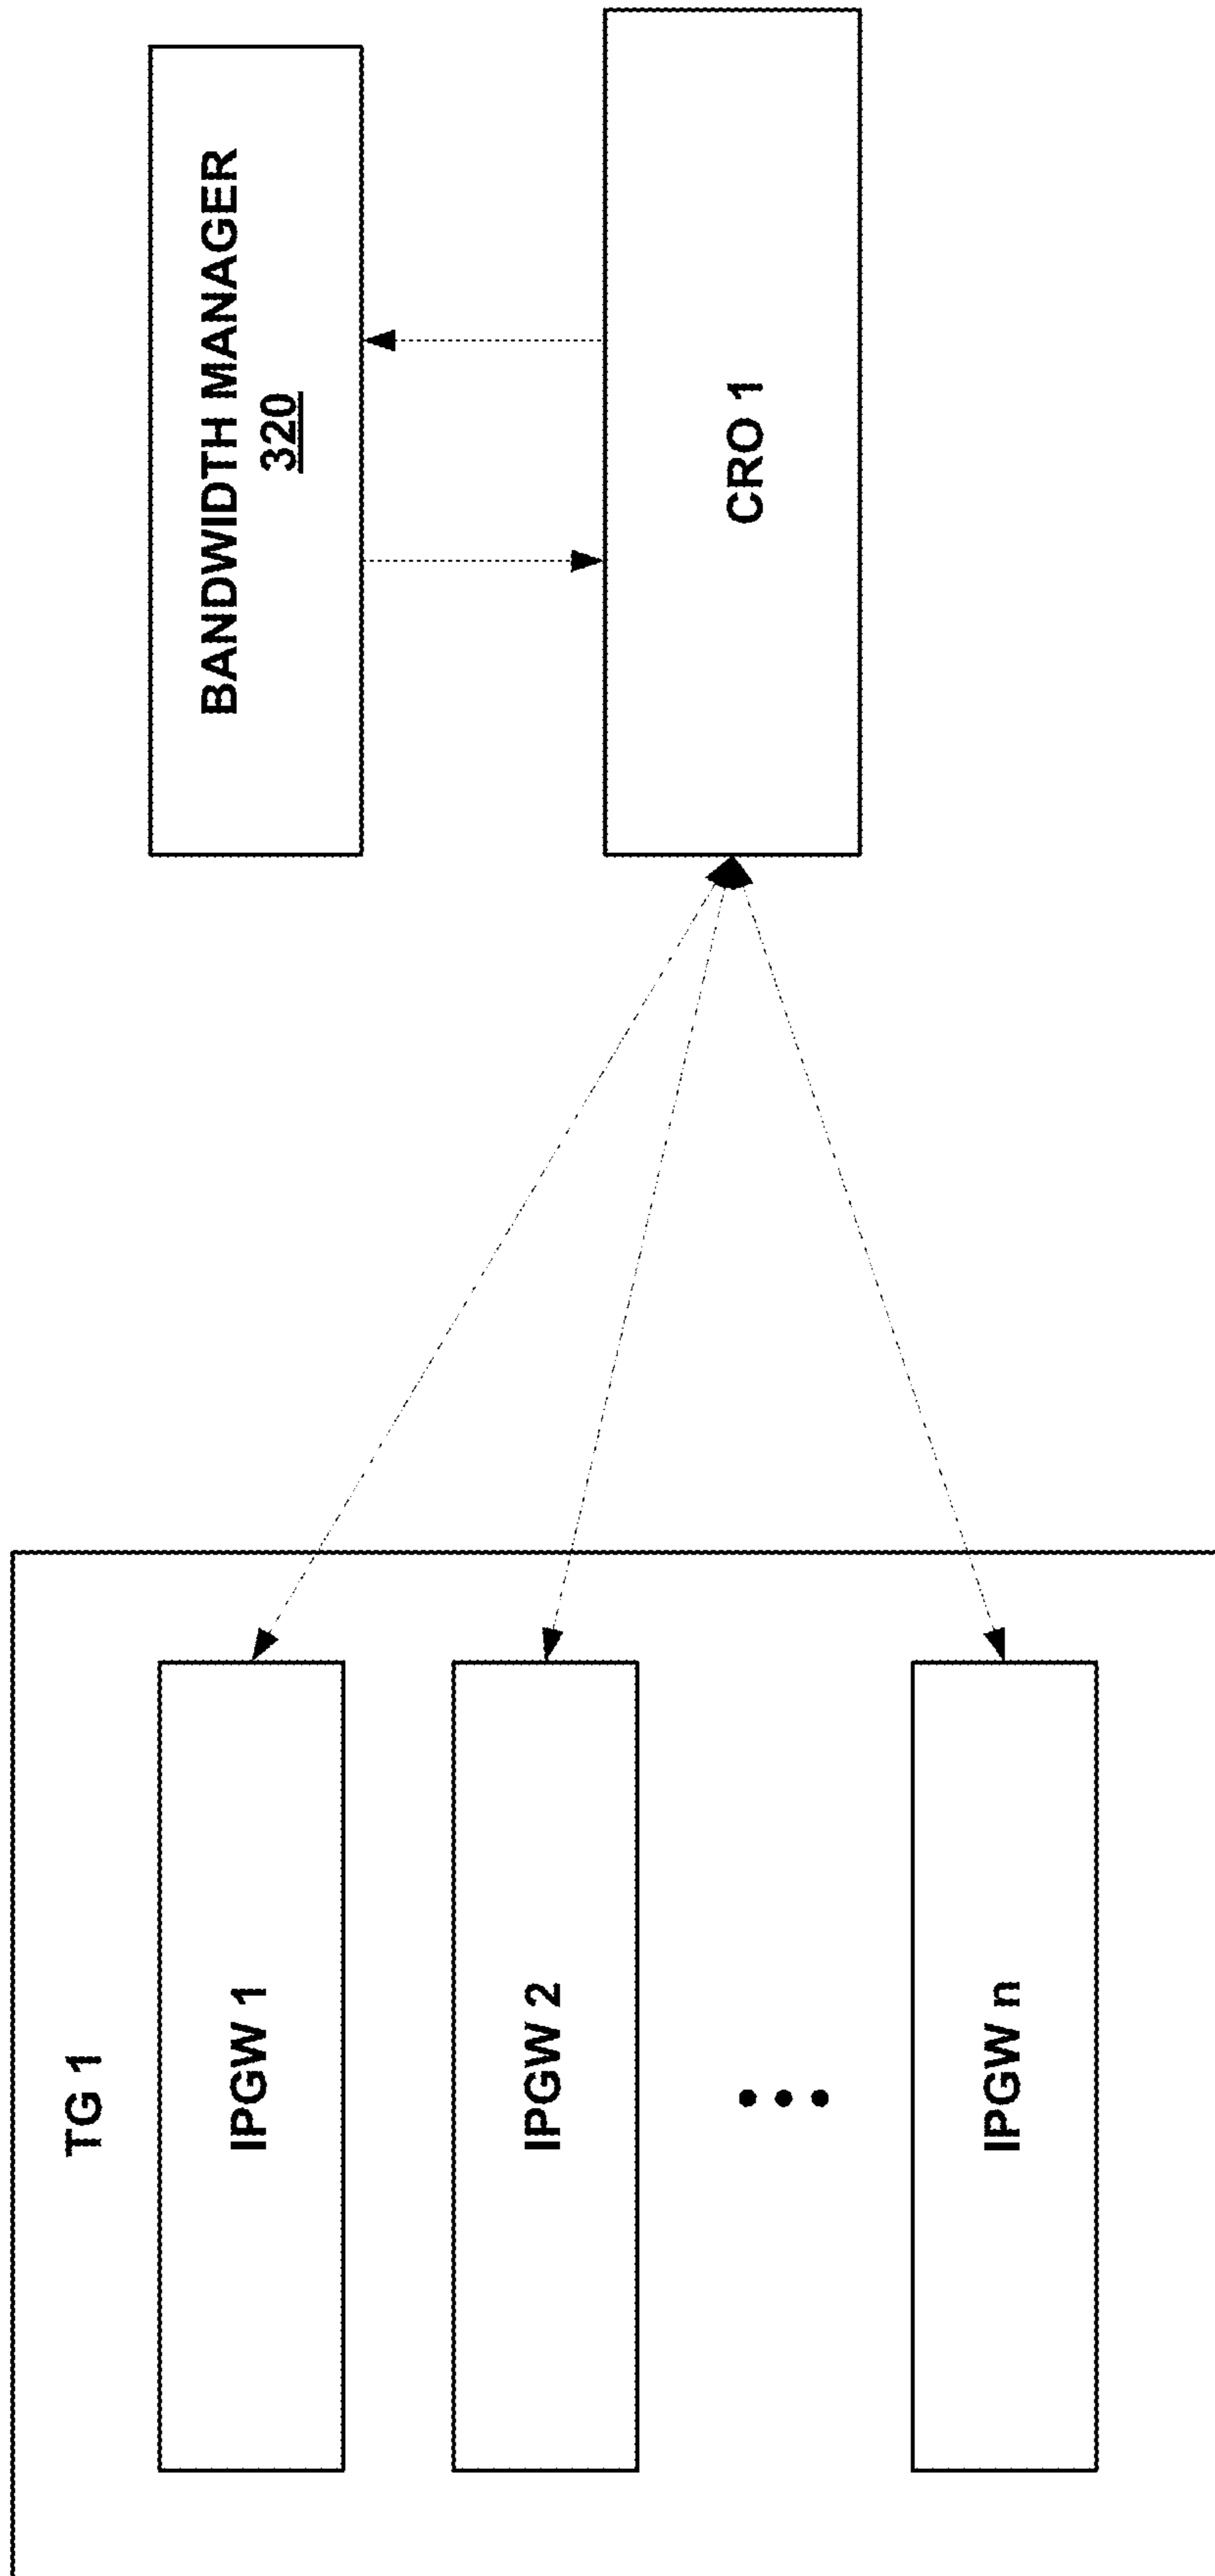 TG 1
IPGW 1
IPGW 2
IPGW n
BANDWIDTH MANAGER
320
CRO 1